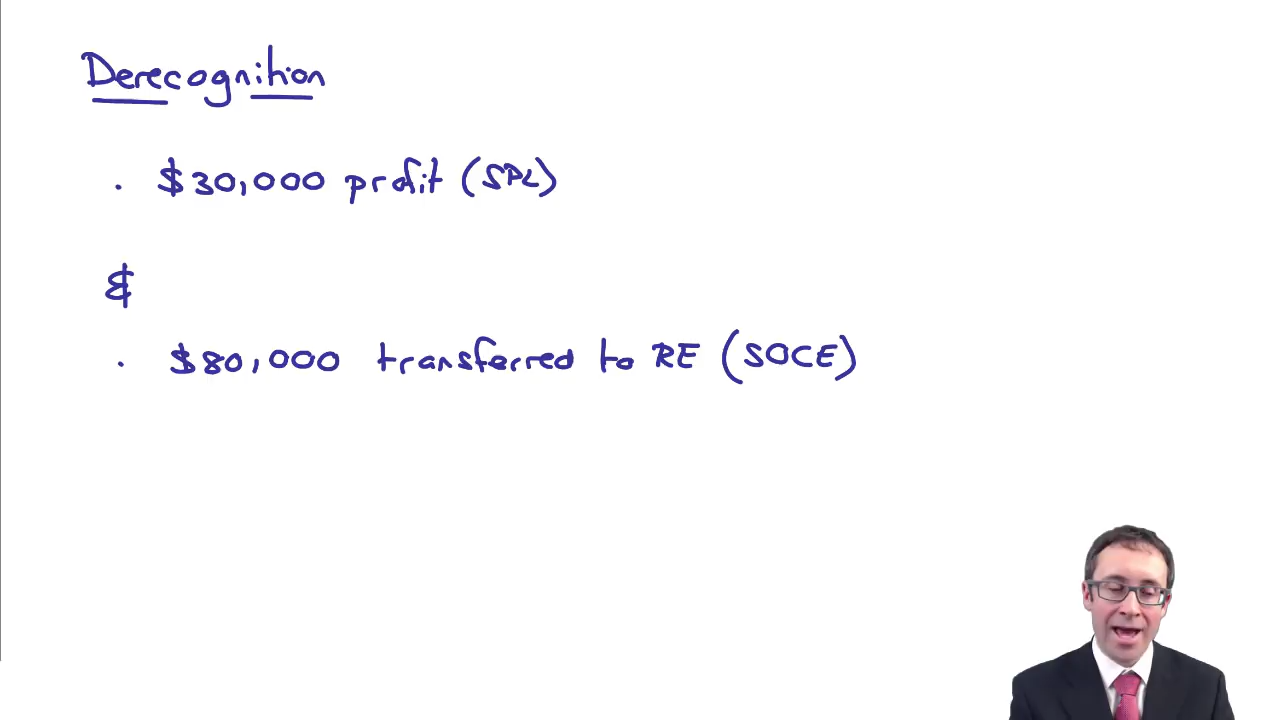 Derecognition
. $30,000 profit (SPL)
&
. $80,000 transferred to RE (SOCE)